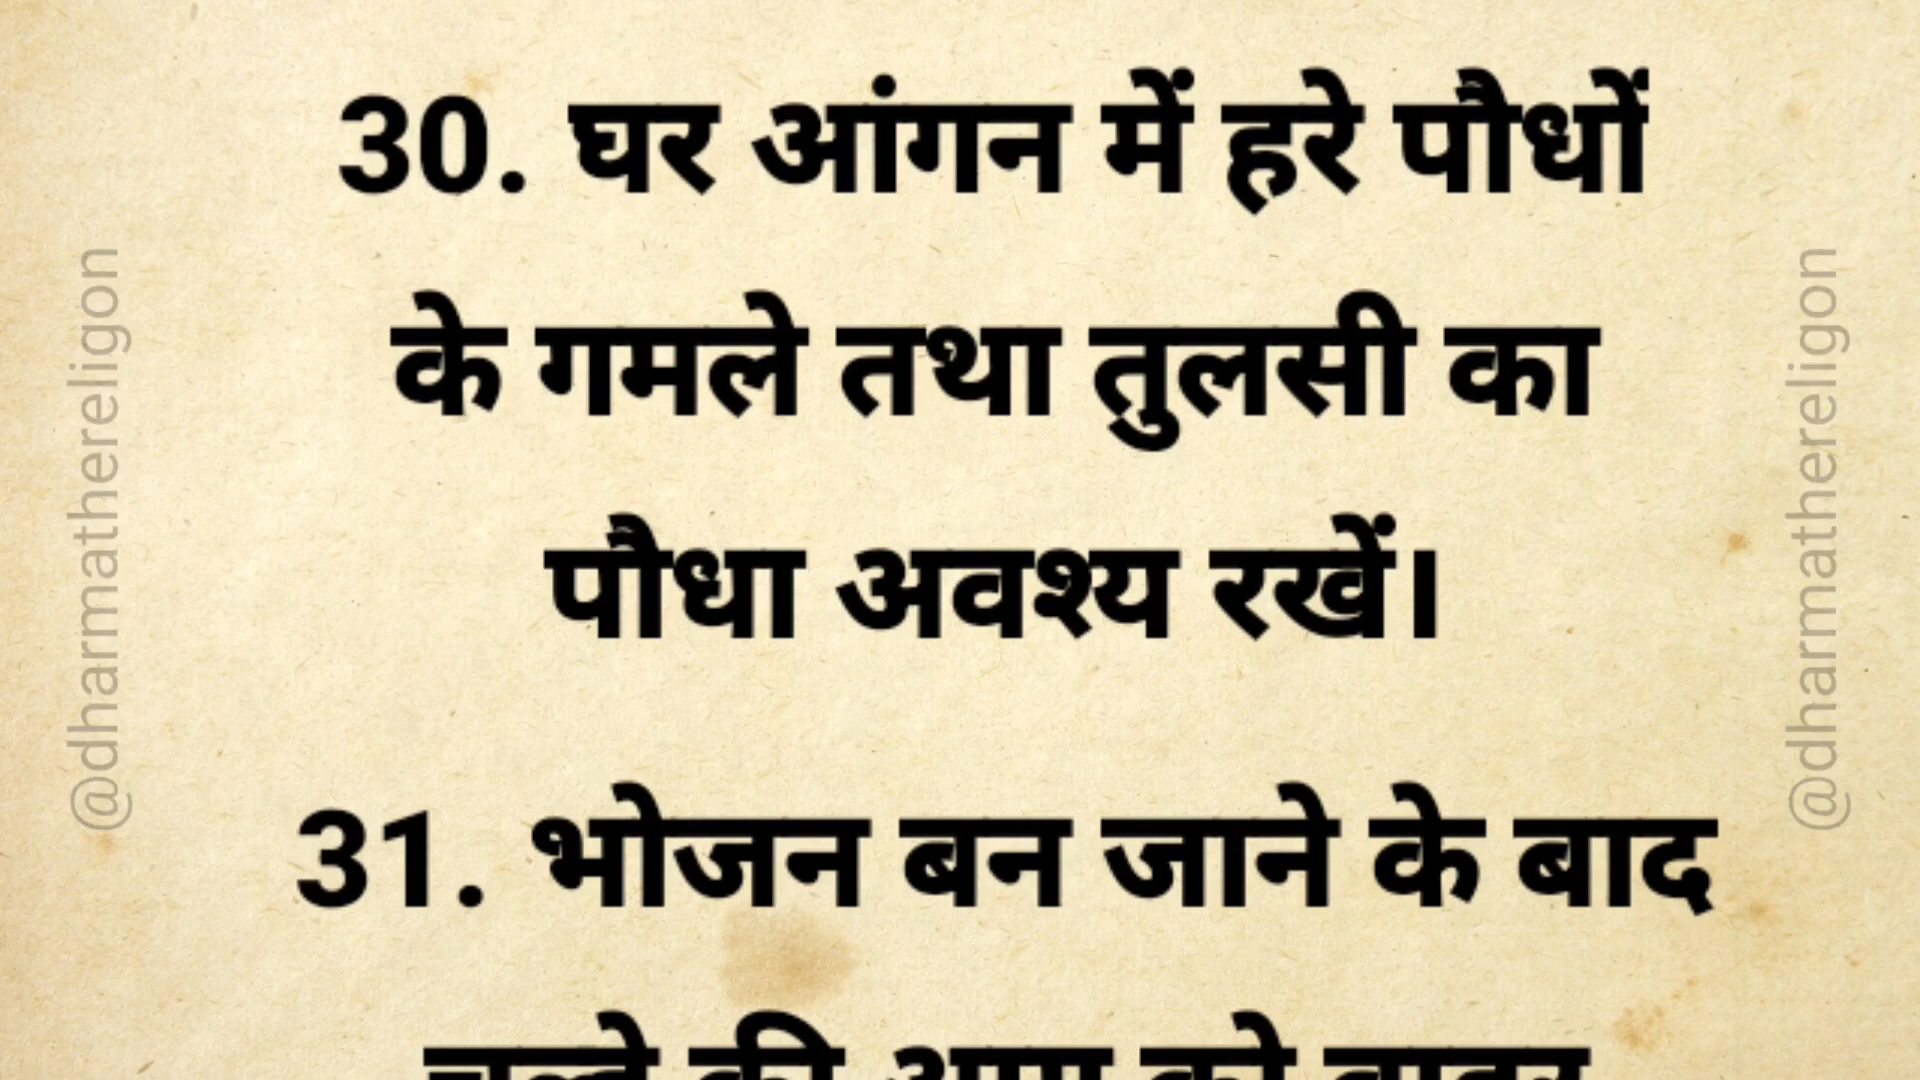 30. घर आंगन में हरे पौधों
के गमले तथा तुलसी का
पौधा अवश्य रखें।
31. भोजन बन जाने के बाद
@dharmathereligon
@dharmathereligon